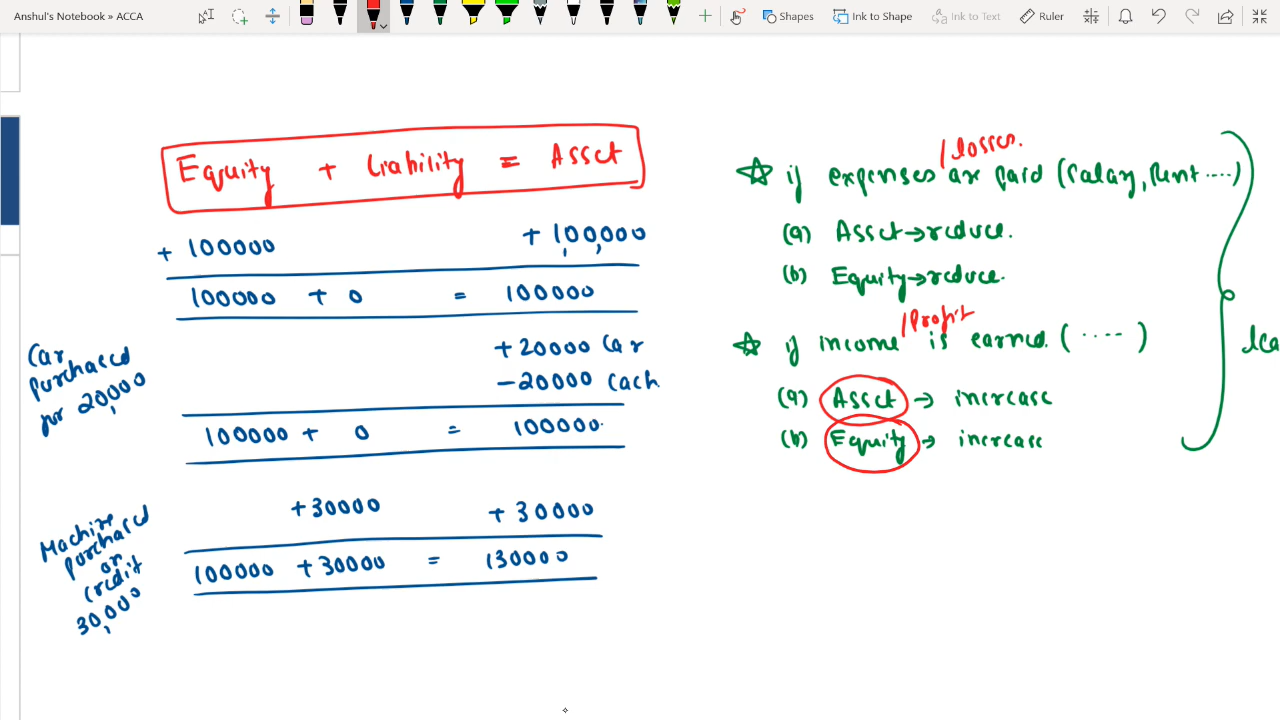 Anshul's Notebook » ACCA
Shapes
Ink to Shape
Ink to Text
Ruler
Equity + Liability = Asset
+ 100000 + 100,000
100000 + 0 = 100000
Car purchased for 20,000
+20000 Car
-20000 Cash
100000 + 0 = 100000
Machine purchased on credit 30,000
+30000 + 30000
100000 +30000 = 130000
/losses.
if expenses are paid (Salary, Rent ....)
(a) Asset→reduce.
(b) Equity→reduce.
/Profit
if income is earned. ( .... )
(a) Asset → increase
(b) Equity → increase